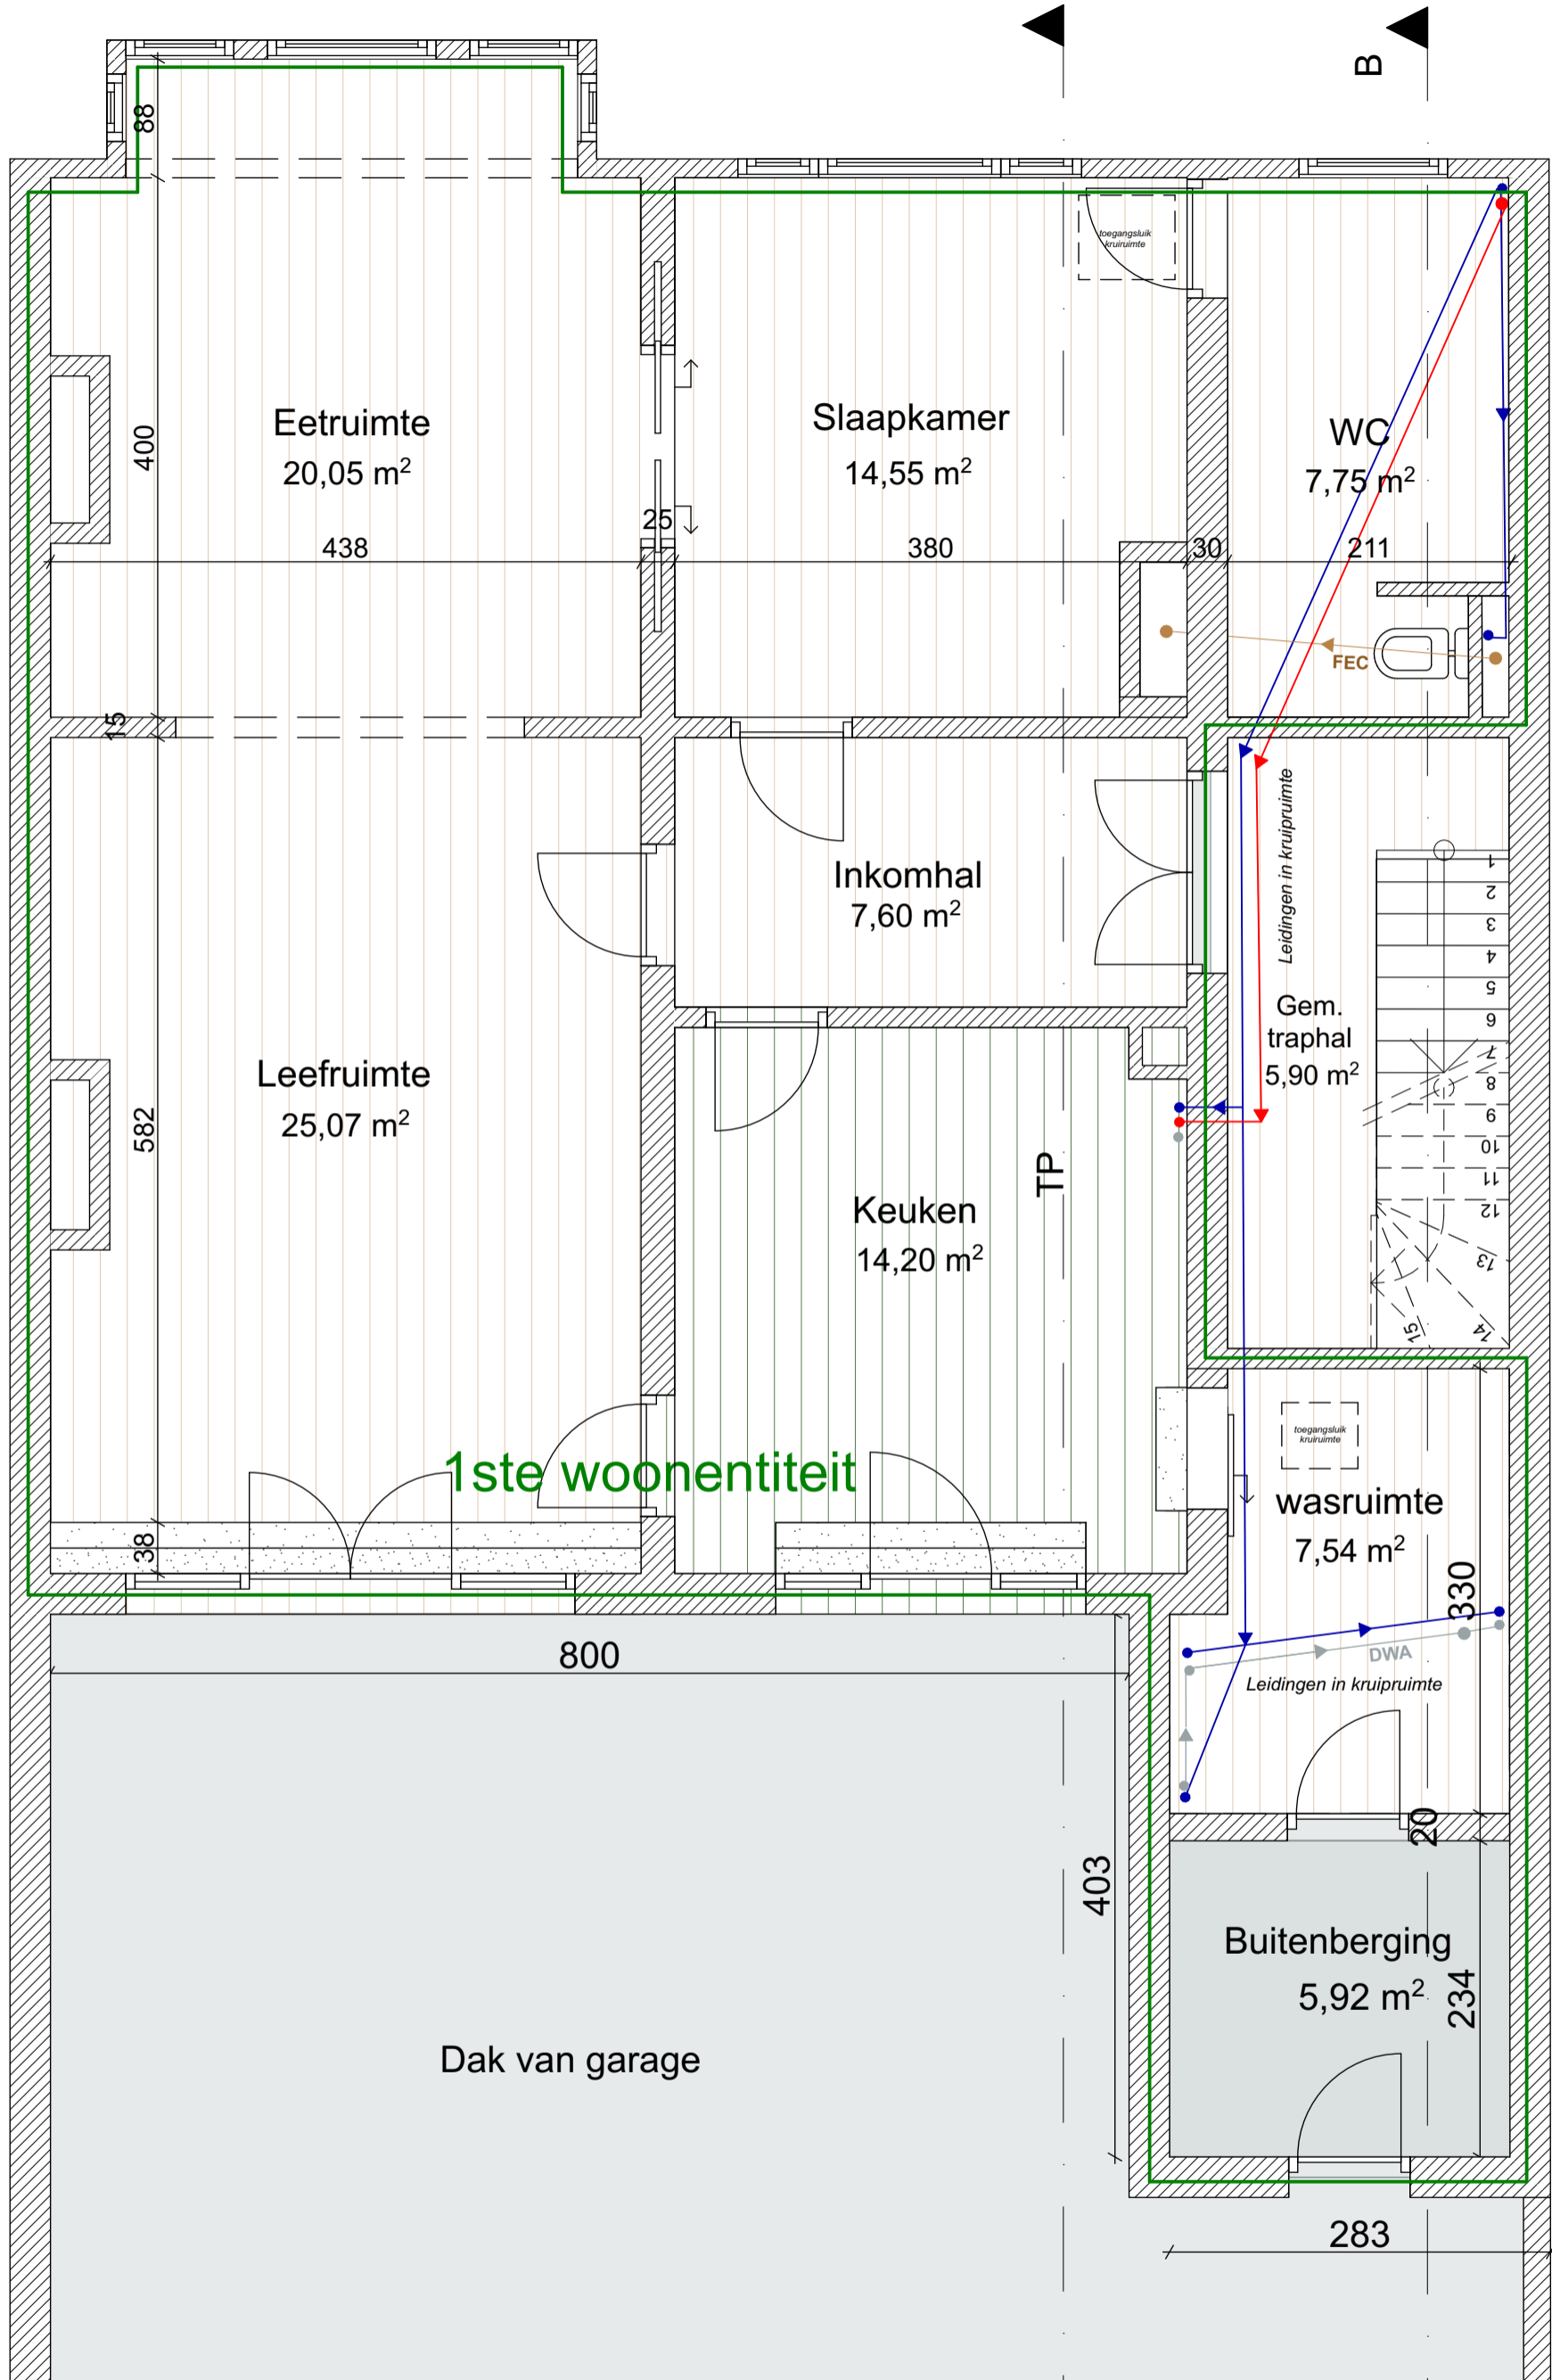 B
88
Eetruimte
20,05 m²
400
438
25
Slaapkamer
14,55 m²
380
30
toegangsluik
kruiruimte
WC
7,75 m²
211
FEC
15
Inkomhal
7,60 m²
Leidingen in kruipruimte
Gem.
traphal
5,90 m²
1
2
3
4
5
6
7
8
9
10
11
12
13
14
15
Leefruimte
25,07 m²
582
TP
Keuken
14,20 m²
1ste woonentiteit
38
toegangsluik
kruiruimte
wasruimte
7,54 m²
330
DWA
Leidingen in kruipruimte
800
20
403
Buitenberging
5,92 m²
234
Dak van garage
283